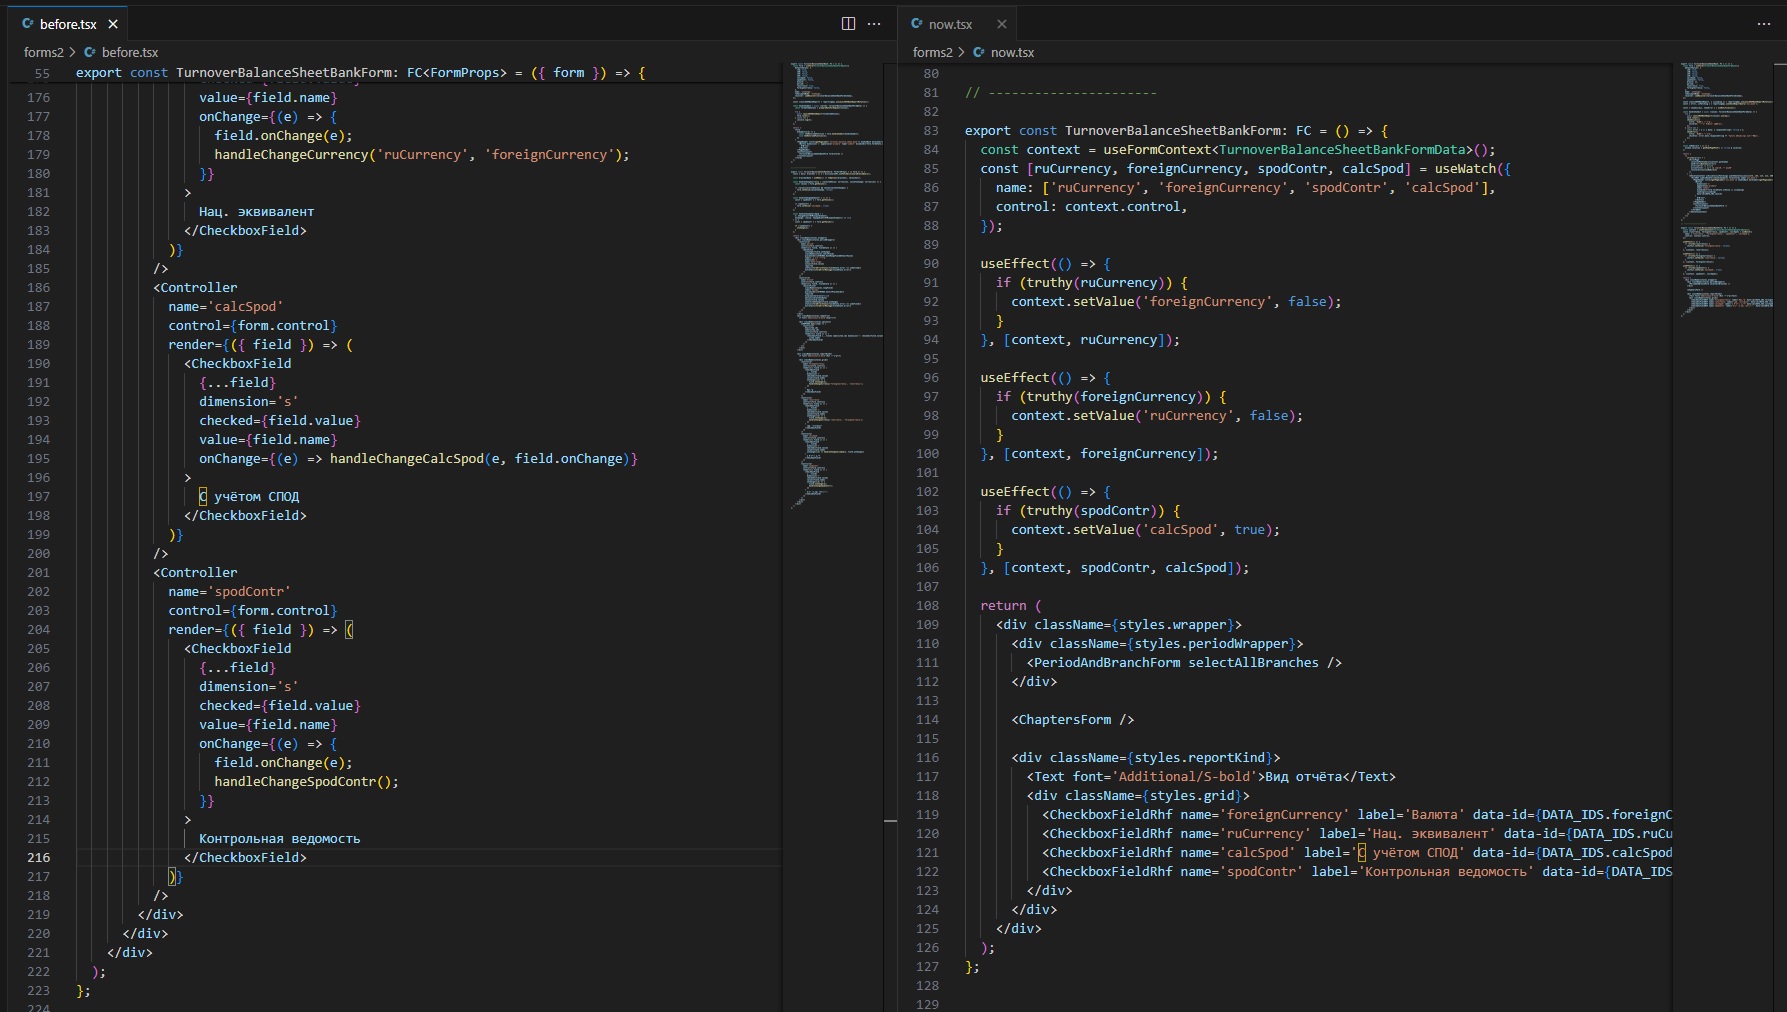 before.tsx
forms2 > before.tsx
55 export const TurnoverBalanceSheetBankForm: FC<FormProps> = ({ form }) => {
176 value={field.name}
177 onChange={(e) => {
178 field.onChange(e);
179 handleChangeCurrency('ruCurrency', 'foreignCurrency');
180 }}
181 >
182 Нац. эквивалент
183 </CheckboxField>
184 )}
185 />
186 <Controller
187 name='calcSpod'
188 control={form.control}
189 render={({ field }) => (
190 <CheckboxField
191 {...field}
192 dimension='s'
193 checked={field.value}
194 value={field.name}
195 onChange={(e) => handleChangeCalcSpod(e, field.onChange)}
196 >
197 С учётом СПОД
198 </CheckboxField>
199 )}
200 />
201 <Controller
202 name='spodContr'
203 control={form.control}
204 render={({ field }) => (
205 <CheckboxField
206 {...field}
207 dimension='s'
208 checked={field.value}
209 value={field.name}
210 onChange={(e) => {
211 field.onChange(e);
212 handleChangeSpodContr();
213 }}
214 >
215 Контрольная ведомость
216 </CheckboxField>
217 )}
218 />
219 </div>
220 </div>
221 </div>
222 );
223 };
224
now.tsx
forms2 > now.tsx
80
81 // ----------------------
82
83 export const TurnoverBalanceSheetBankForm: FC = () => {
84 const context = useFormContext<TurnoverBalanceSheetBankFormData>();
85 const [ruCurrency, foreignCurrency, spodContr, calcSpod] = useWatch({
86 name: ['ruCurrency', 'foreignCurrency', 'spodContr', 'calcSpod'],
87 control: context.control,
88 });
89
90 useEffect(() => {
91 if (truthy(ruCurrency)) {
92 context.setValue('foreignCurrency', false);
93 }
94 }, [context, ruCurrency]);
95
96 useEffect(() => {
97 if (truthy(foreignCurrency)) {
98 context.setValue('ruCurrency', false);
99 }
100 }, [context, foreignCurrency]);
101
102 useEffect(() => {
103 if (truthy(spodContr)) {
104 context.setValue('calcSpod', true);
105 }
106 }, [context, spodContr, calcSpod]);
107
108 return (
109 <div className={styles.wrapper}>
110 <div className={styles.periodWrapper}>
111 <PeriodAndBranchForm selectAllBranches />
112 </div>
113
114 <ChaptersForm />
115
116 <div className={styles.reportKind}>
117 <Text font='Additional/S-bold'>Вид отчёта</Text>
118 <div className={styles.grid}>
119 <CheckboxFieldRhf name='foreignCurrency' label='Валюта' data-id={DATA_IDS.foreignC
120 <CheckboxFieldRhf name='ruCurrency' label='Нац. эквивалент' data-id={DATA_IDS.ruCu
121 <CheckboxFieldRhf name='calcSpod' label='С учётом СПОД' data-id={DATA_IDS.calcSpod
122 <CheckboxFieldRhf name='spodContr' label='Контрольная ведомость' data-id={DATA_IDS
123 </div>
124 </div>
125 </div>
126 );
127 };
128
129